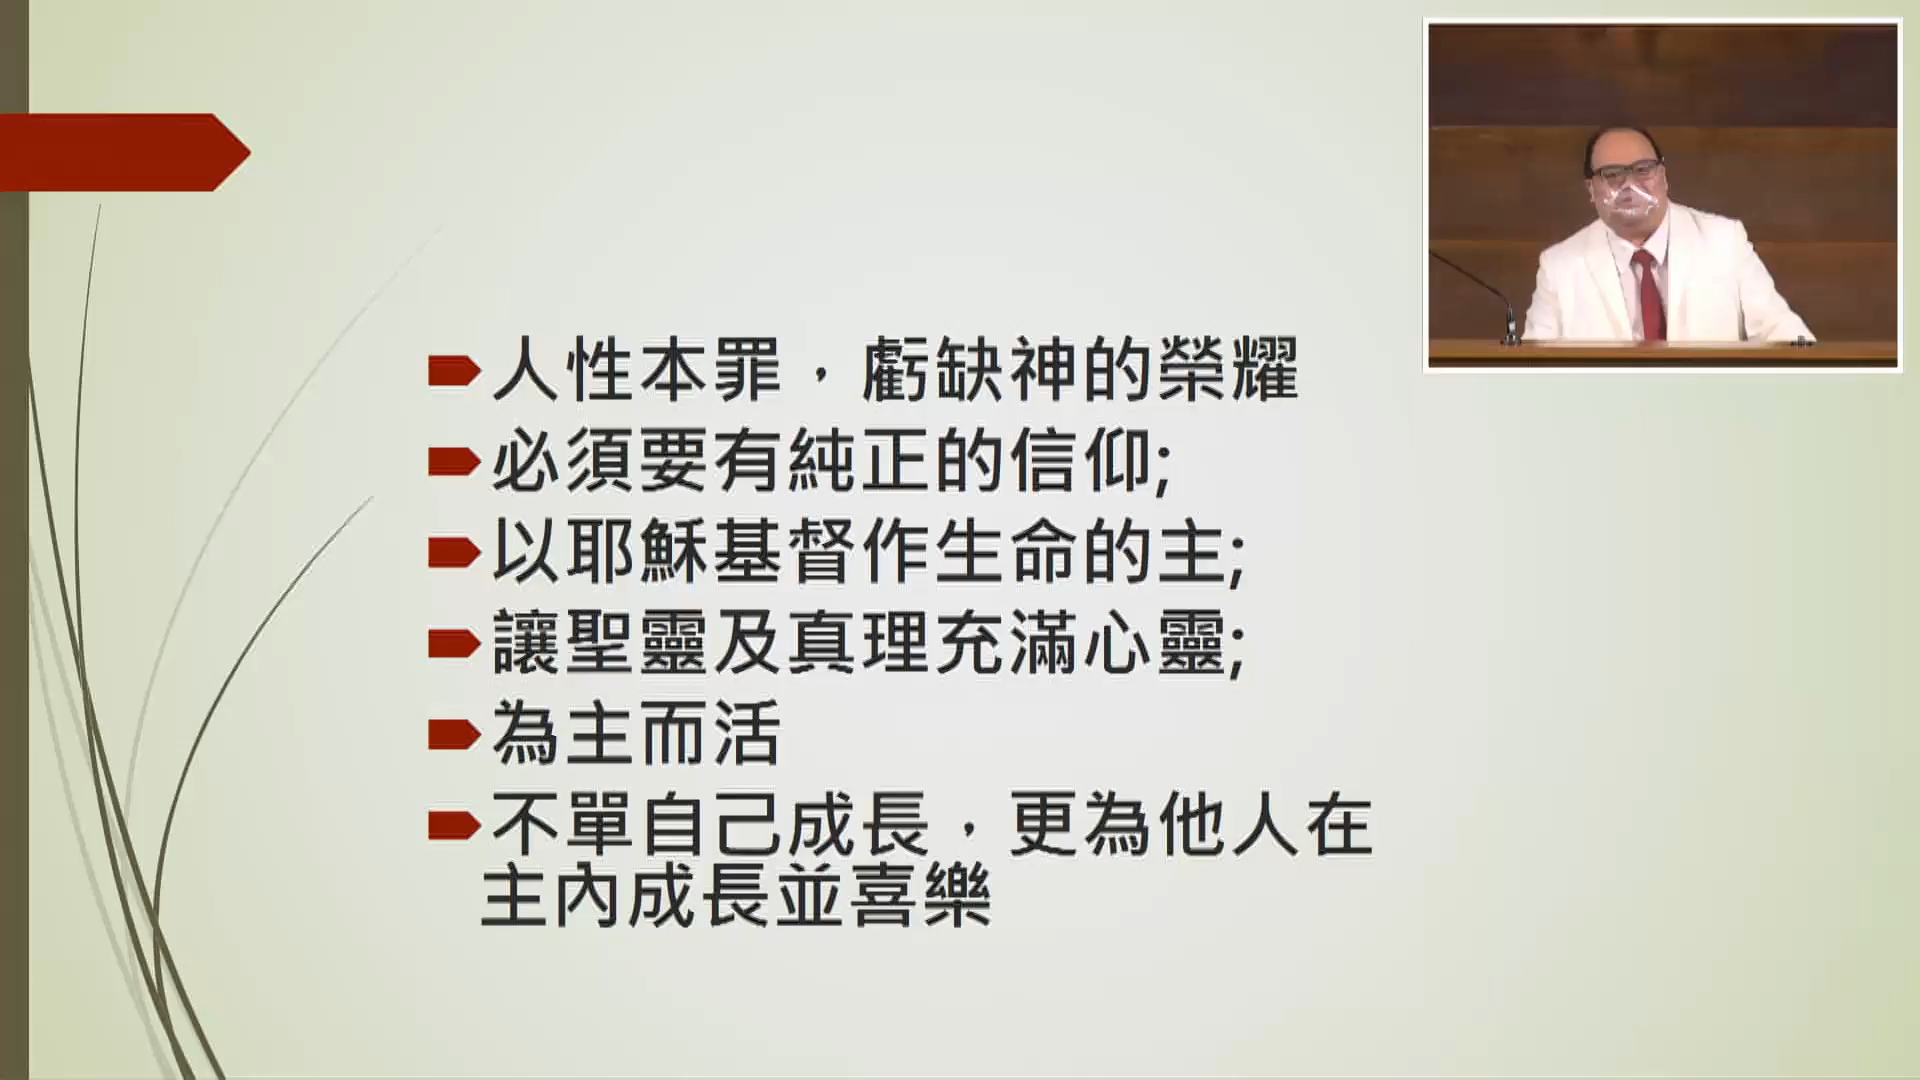 人性本罪，虧缺神的榮耀
必須要有純正的信仰;
以耶穌基督作生命的主;
讓聖靈及真理充滿心靈;
為主而活
不單自己成長，更為他人在
主內成長並喜樂